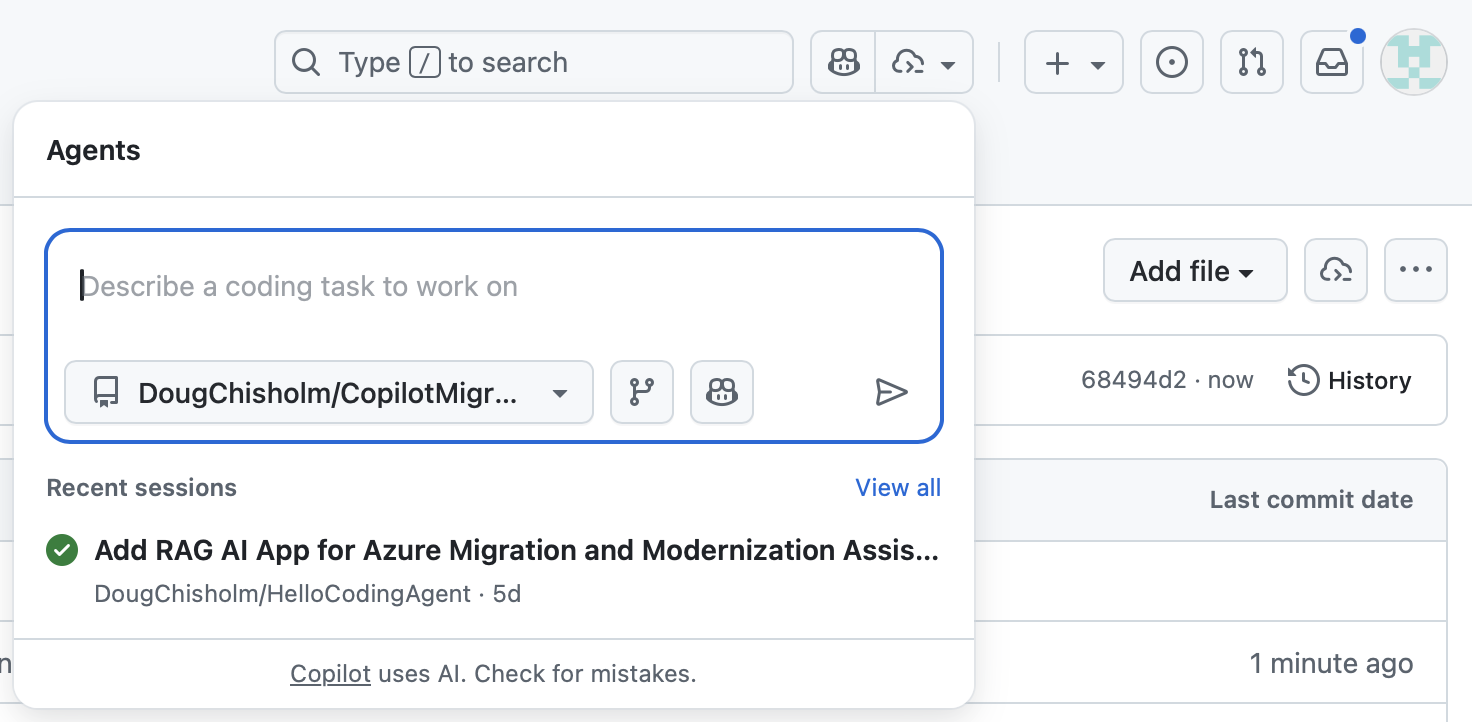 Type / to search
Agents
Describe a coding task to work on
Add file
DougChisholm/CopilotMigr...
68494d2 · now
History
Recent sessions
View all
Last commit date
Add RAG AI App for Azure Migration and Modernization Assis...
DougChisholm/HelloCodingAgent · 5d
1 minute ago
Copilot uses AI. Check for mistakes.